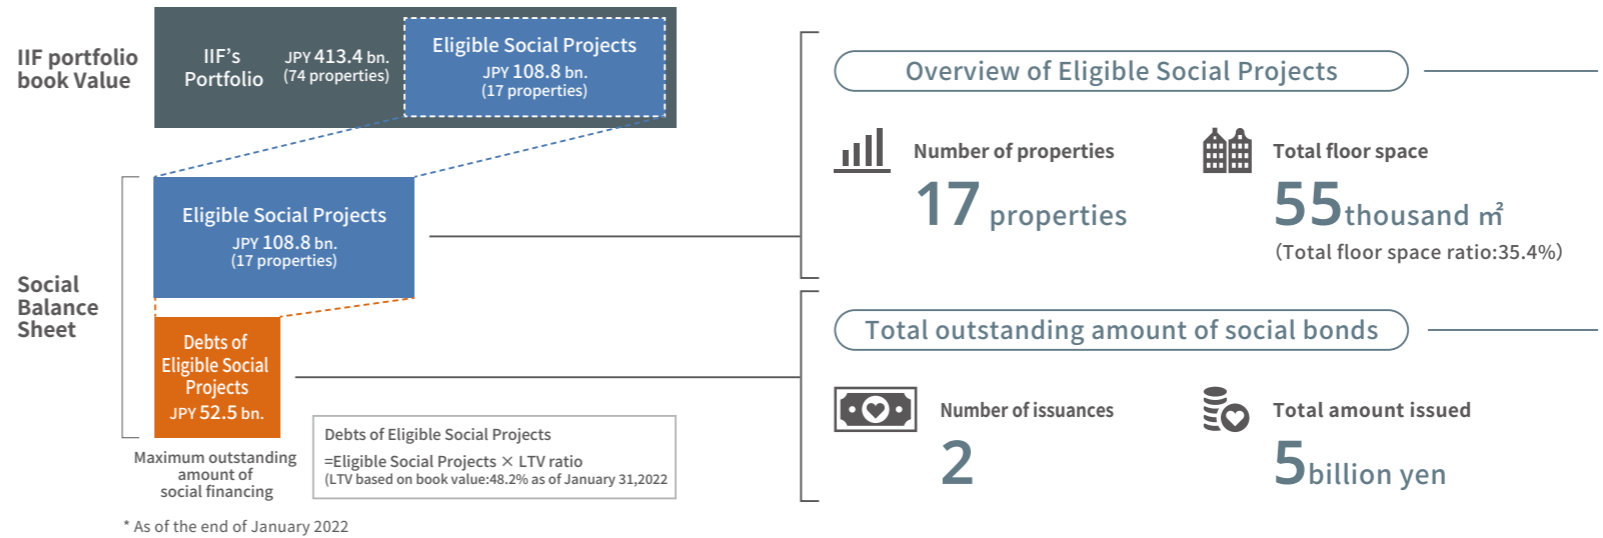 IIF portfolio
book Value
IIF's
Portfolio
JPY 413.4 bn.
(74 properties)
Eligible Social Projects
JPY 108.8 bn.
(17 properties)
Social
Balance
Sheet
Eligible Social Projects
JPY 108.8 bn.
(17 properties)
Debts of
Eligible Social
Projects
JPY 52.5 bn.
Maximum outstanding
amount of
social financing
Debts of Eligible Social Projects
=Eligible Social Projects × LTV ratio
(LTV based on book value:48.2% as of January 31,2022
* As of the end of January 2022
Overview of Eligible Social Projects
Number of properties
17 properties
Total floor space
55 thousand ㎡
(Total floor space ratio:35.4%)
Total outstanding amount of social bonds
Number of issuances
2
Total amount issued
5 billion yen